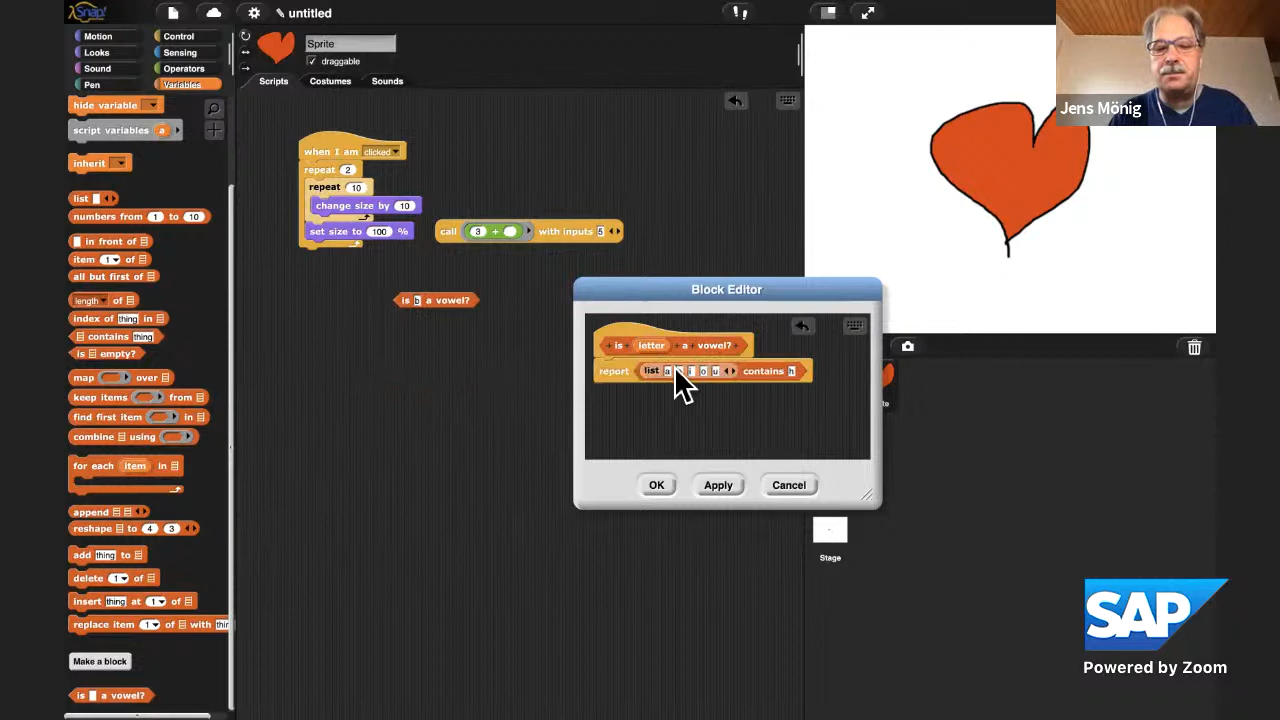 Snap!
untitled
Motion
Control
Looks
Sensing
Sound
Operators
Pen
Variables
hide variable
script variables a
inherit
list
numbers from 1 to 10
in front of
item 1 of
all but first of
length of
index of thing in
contains thing
is empty?
map over
keep items from
find first item in
combine using
for each item in
append
reshape to 4 3
add thing to
delete 1 of
insert thing at 1 of
replace item 1 of with
Make a block
is a vowel?
Sprite
draggable
Scripts
Costumes
Sounds
when I am clicked
repeat 2
repeat 10
change size by 10
set size to 100 %
call 3 + with inputs 5
is b a vowel?
Block Editor
+ is + letter + a + vowel? +
report list a i o u contains h
OK
Apply
Cancel
Jens Mönig
Stage
SAP
Powered by Zoom